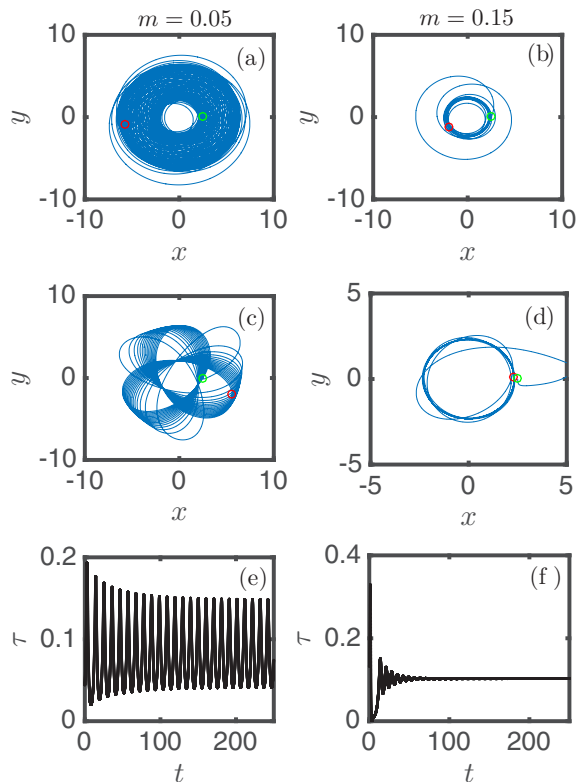 m = 0.05 m = 0.15
10 (a) 10 (b)
y 0 y 0
-10 -10
-10 0 10 -10 0 10
x x
10 (c) 5 (d)
y 0 y 0
-10 -5
-10 0 10 -5 0 5
x x
0.2 (e) 0.4 (f )
τ 0.1 τ 0.2
0 0
0 100 200 0 100 200
t t